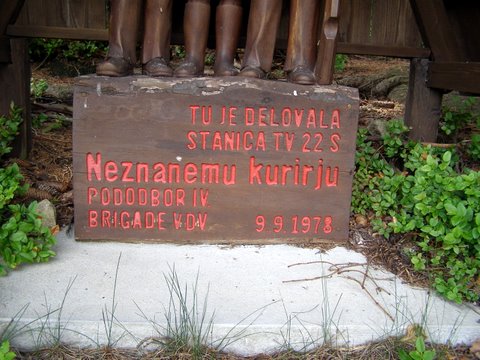 TU JE DELOVALA
STANICA TV 22 S
Neznanemu kurirju
PODODBOR IV
BRIGADE VDV 9.9.1978